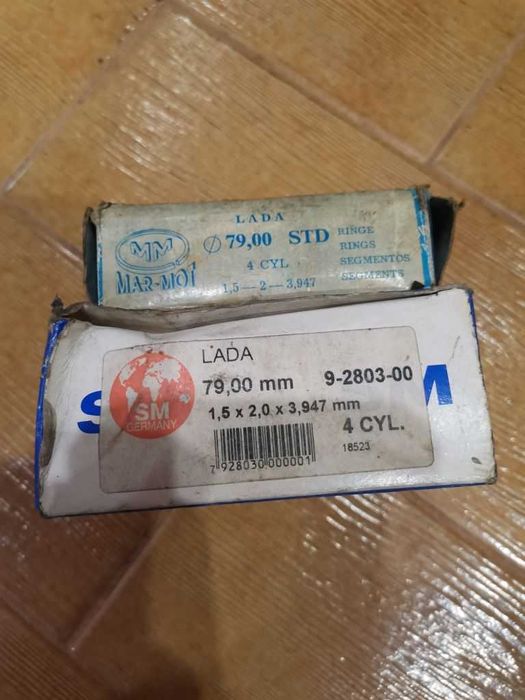 LADA
MM
Ø 79,00 STD
4 CYL
1,5—2—3,947
MAR-MOT
RINGE
RINGS
SEGMENTOS
SEGMENTS
LADA
79,00 mm 9-2803-00
1,5 x 2,0 x 3,947 mm
4 CYL.
18523
SM
GERMANY
7 928030 000001
S M